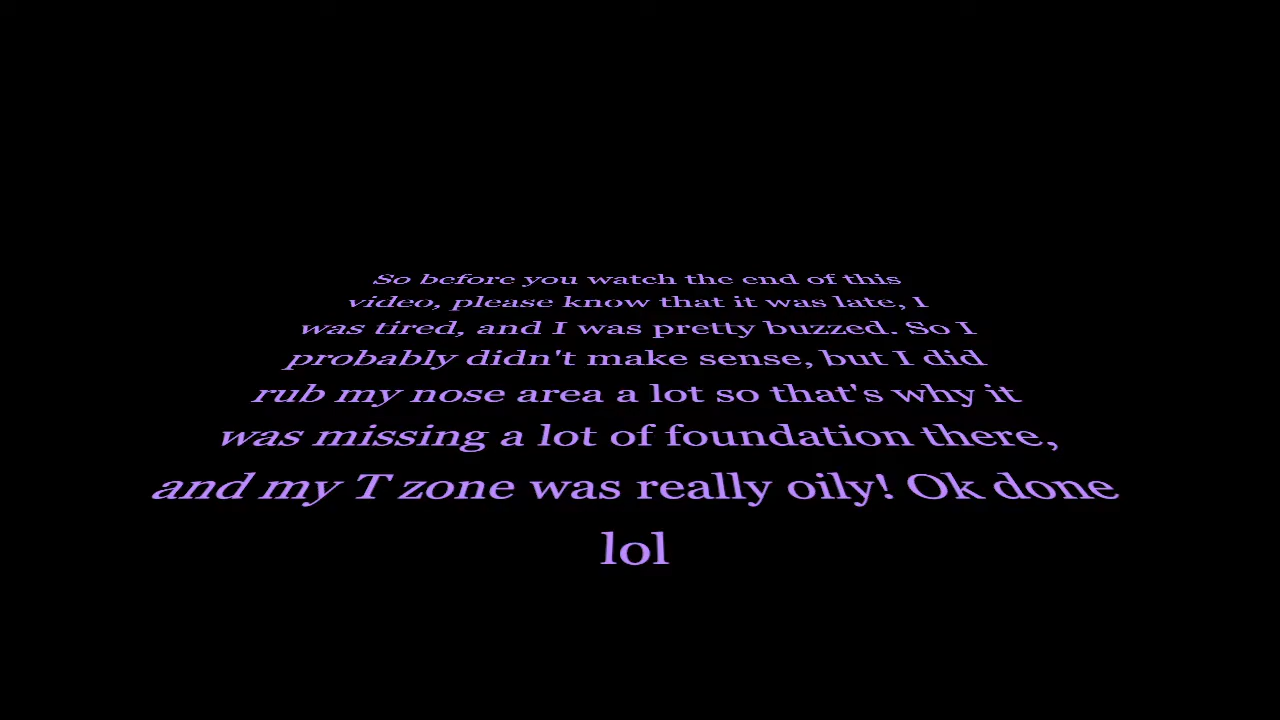 So before you watch the end of this
video, please know that it was late, I
was tired, and I was pretty buzzed. So I
probably didn't make sense, but I did
rub my nose area a lot so that's why it
was missing a lot of foundation there,
and my T zone was really oily! Ok done
lol